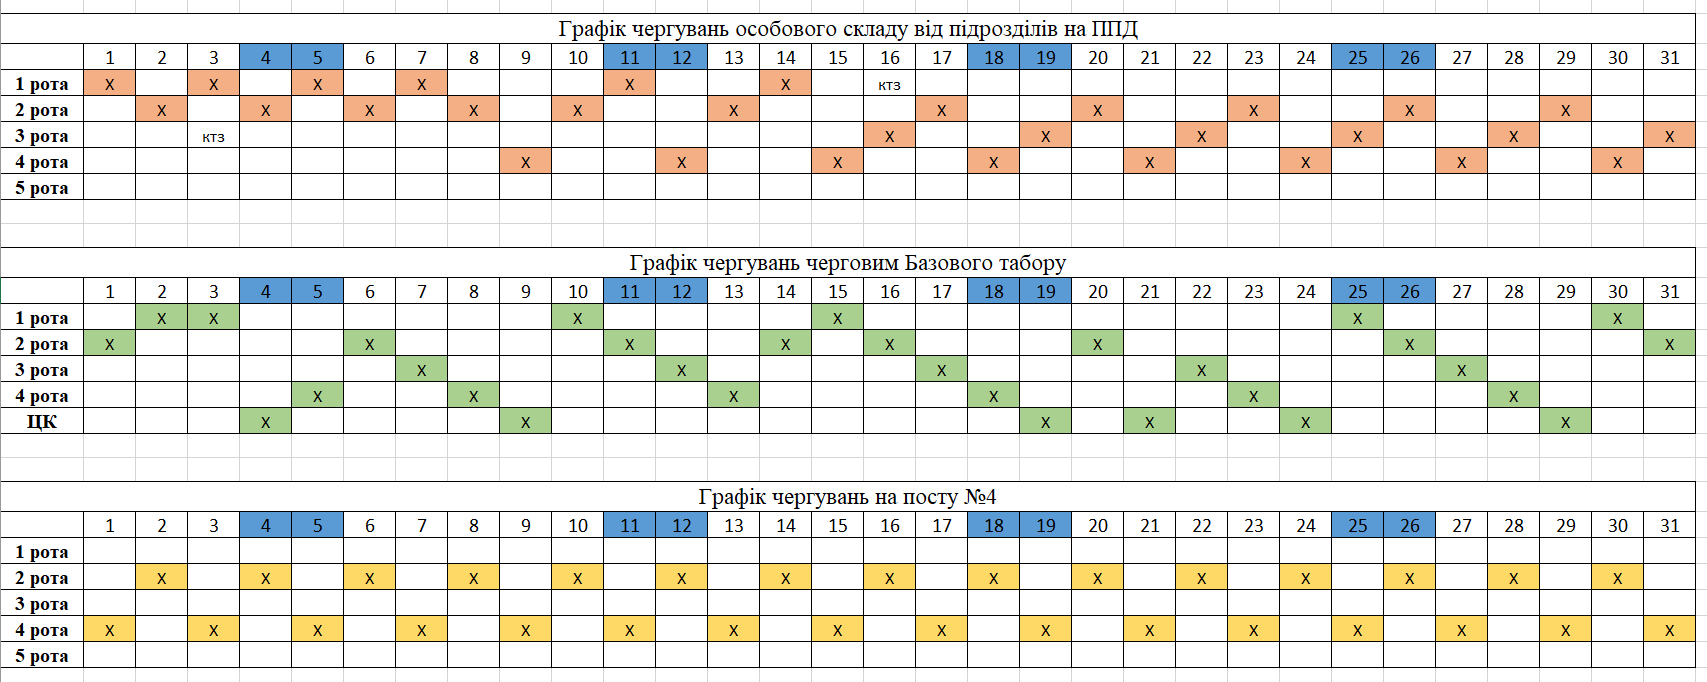 Графік чергувань особового складу від підрозділів на ППД
1 2 3 4 5 6 7 8 9 10 11 12 13 14 15 16 17 18 19 20 21 22 23 24 25 26 27 28 29 30 31
1 рота х х х х х х ктз
2 рота х х х х х х х х х х х
3 рота ктз х х х х х х
4 рота х х х х х х х х
5 рота
Графік чергувань черговим Базового табору
1 2 3 4 5 6 7 8 9 10 11 12 13 14 15 16 17 18 19 20 21 22 23 24 25 26 27 28 29 30 31
1 рота х х х х х х
2 рота х х х х х х х х
3 рота х х х х х
4 рота х х х х х х
ЦК х х х х х х
Графік чергувань на посту №4
1 2 3 4 5 6 7 8 9 10 11 12 13 14 15 16 17 18 19 20 21 22 23 24 25 26 27 28 29 30 31
1 рота
2 рота х х х х х х х х х х х х х х х
3 рота
4 рота х х х х х х х х х х х х х х х х
5 рота